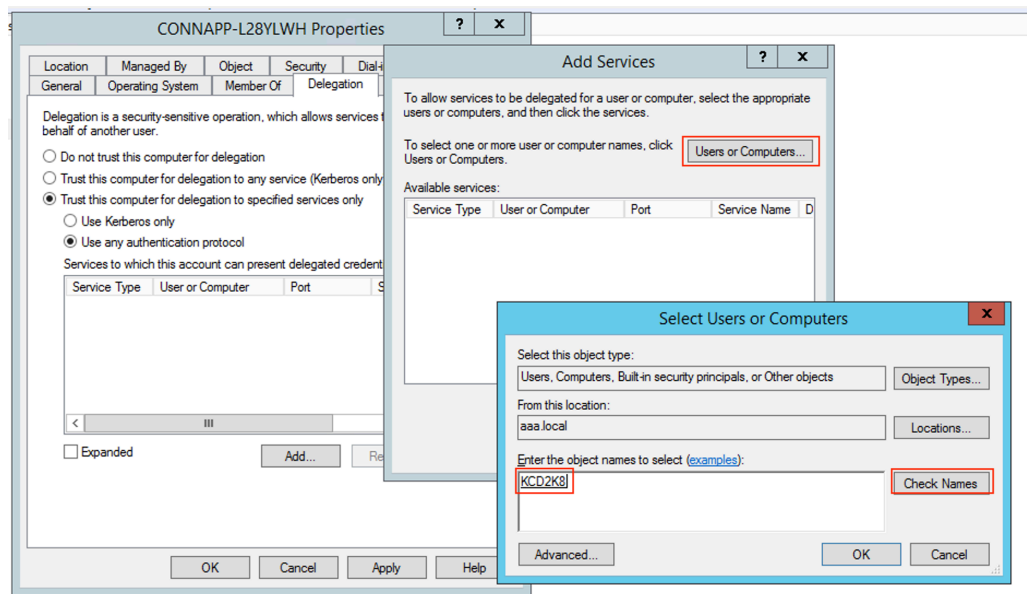 CONNAPP-L28YLWH Properties
? x
Location Managed By Object Security Dial-i
General Operating System Member Of Delegation
Delegation is a security-sensitive operation, which allows services t
behalf of another user.
Do not trust this computer for delegation
Trust this computer for delegation to any service (Kerberos only
Trust this computer for delegation to specified services only
Use Kerberos only
Use any authentication protocol
Services to which this account can present delegated credent
Service Type User or Computer Port S
Expanded
Add...
Re
OK Cancel Apply Help
Add Services
? x
To allow services to be delegated for a user or computer, select the appropriate
users or computers, and then click the services.
To select one or more user or computer names, click
Users or Computers.
Users or Computers...
Available services:
Service Type User or Computer Port Service Name D
Select Users or Computers
x
Select this object type:
Users, Computers, Built-in security principals, or Other objects
Object Types...
From this location:
aaa.local
Locations...
Enter the object names to select (examples):
KCD2K8
Check Names
Advanced...
OK Cancel